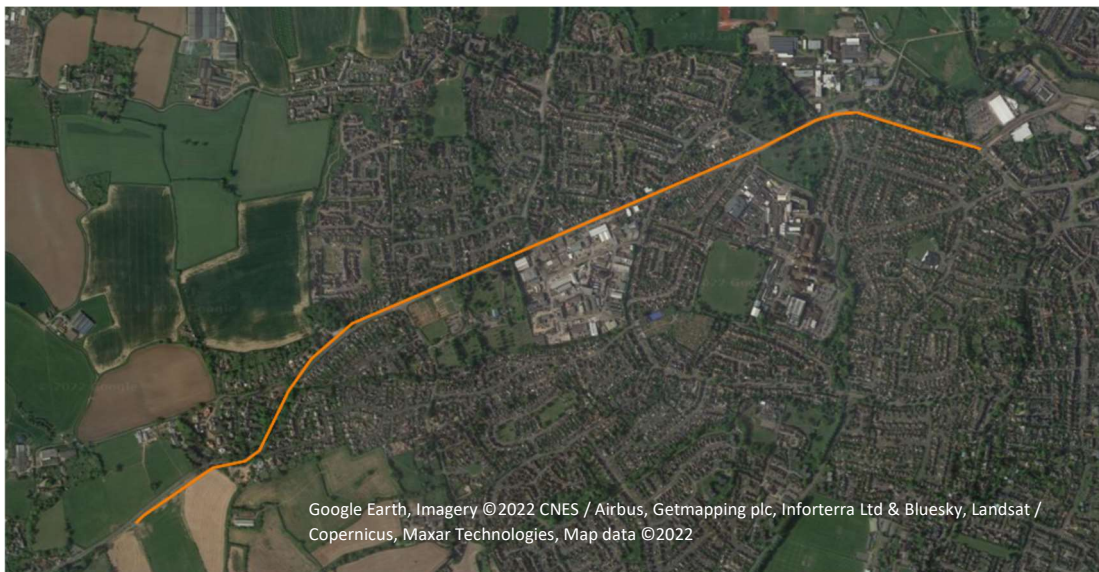 Google Earth, Imagery ©2022 CNES / Airbus, Getmapping plc, Inforterra Ltd & Bluesky, Landsat /
Copernicus, Maxar Technologies, Map data ©2022